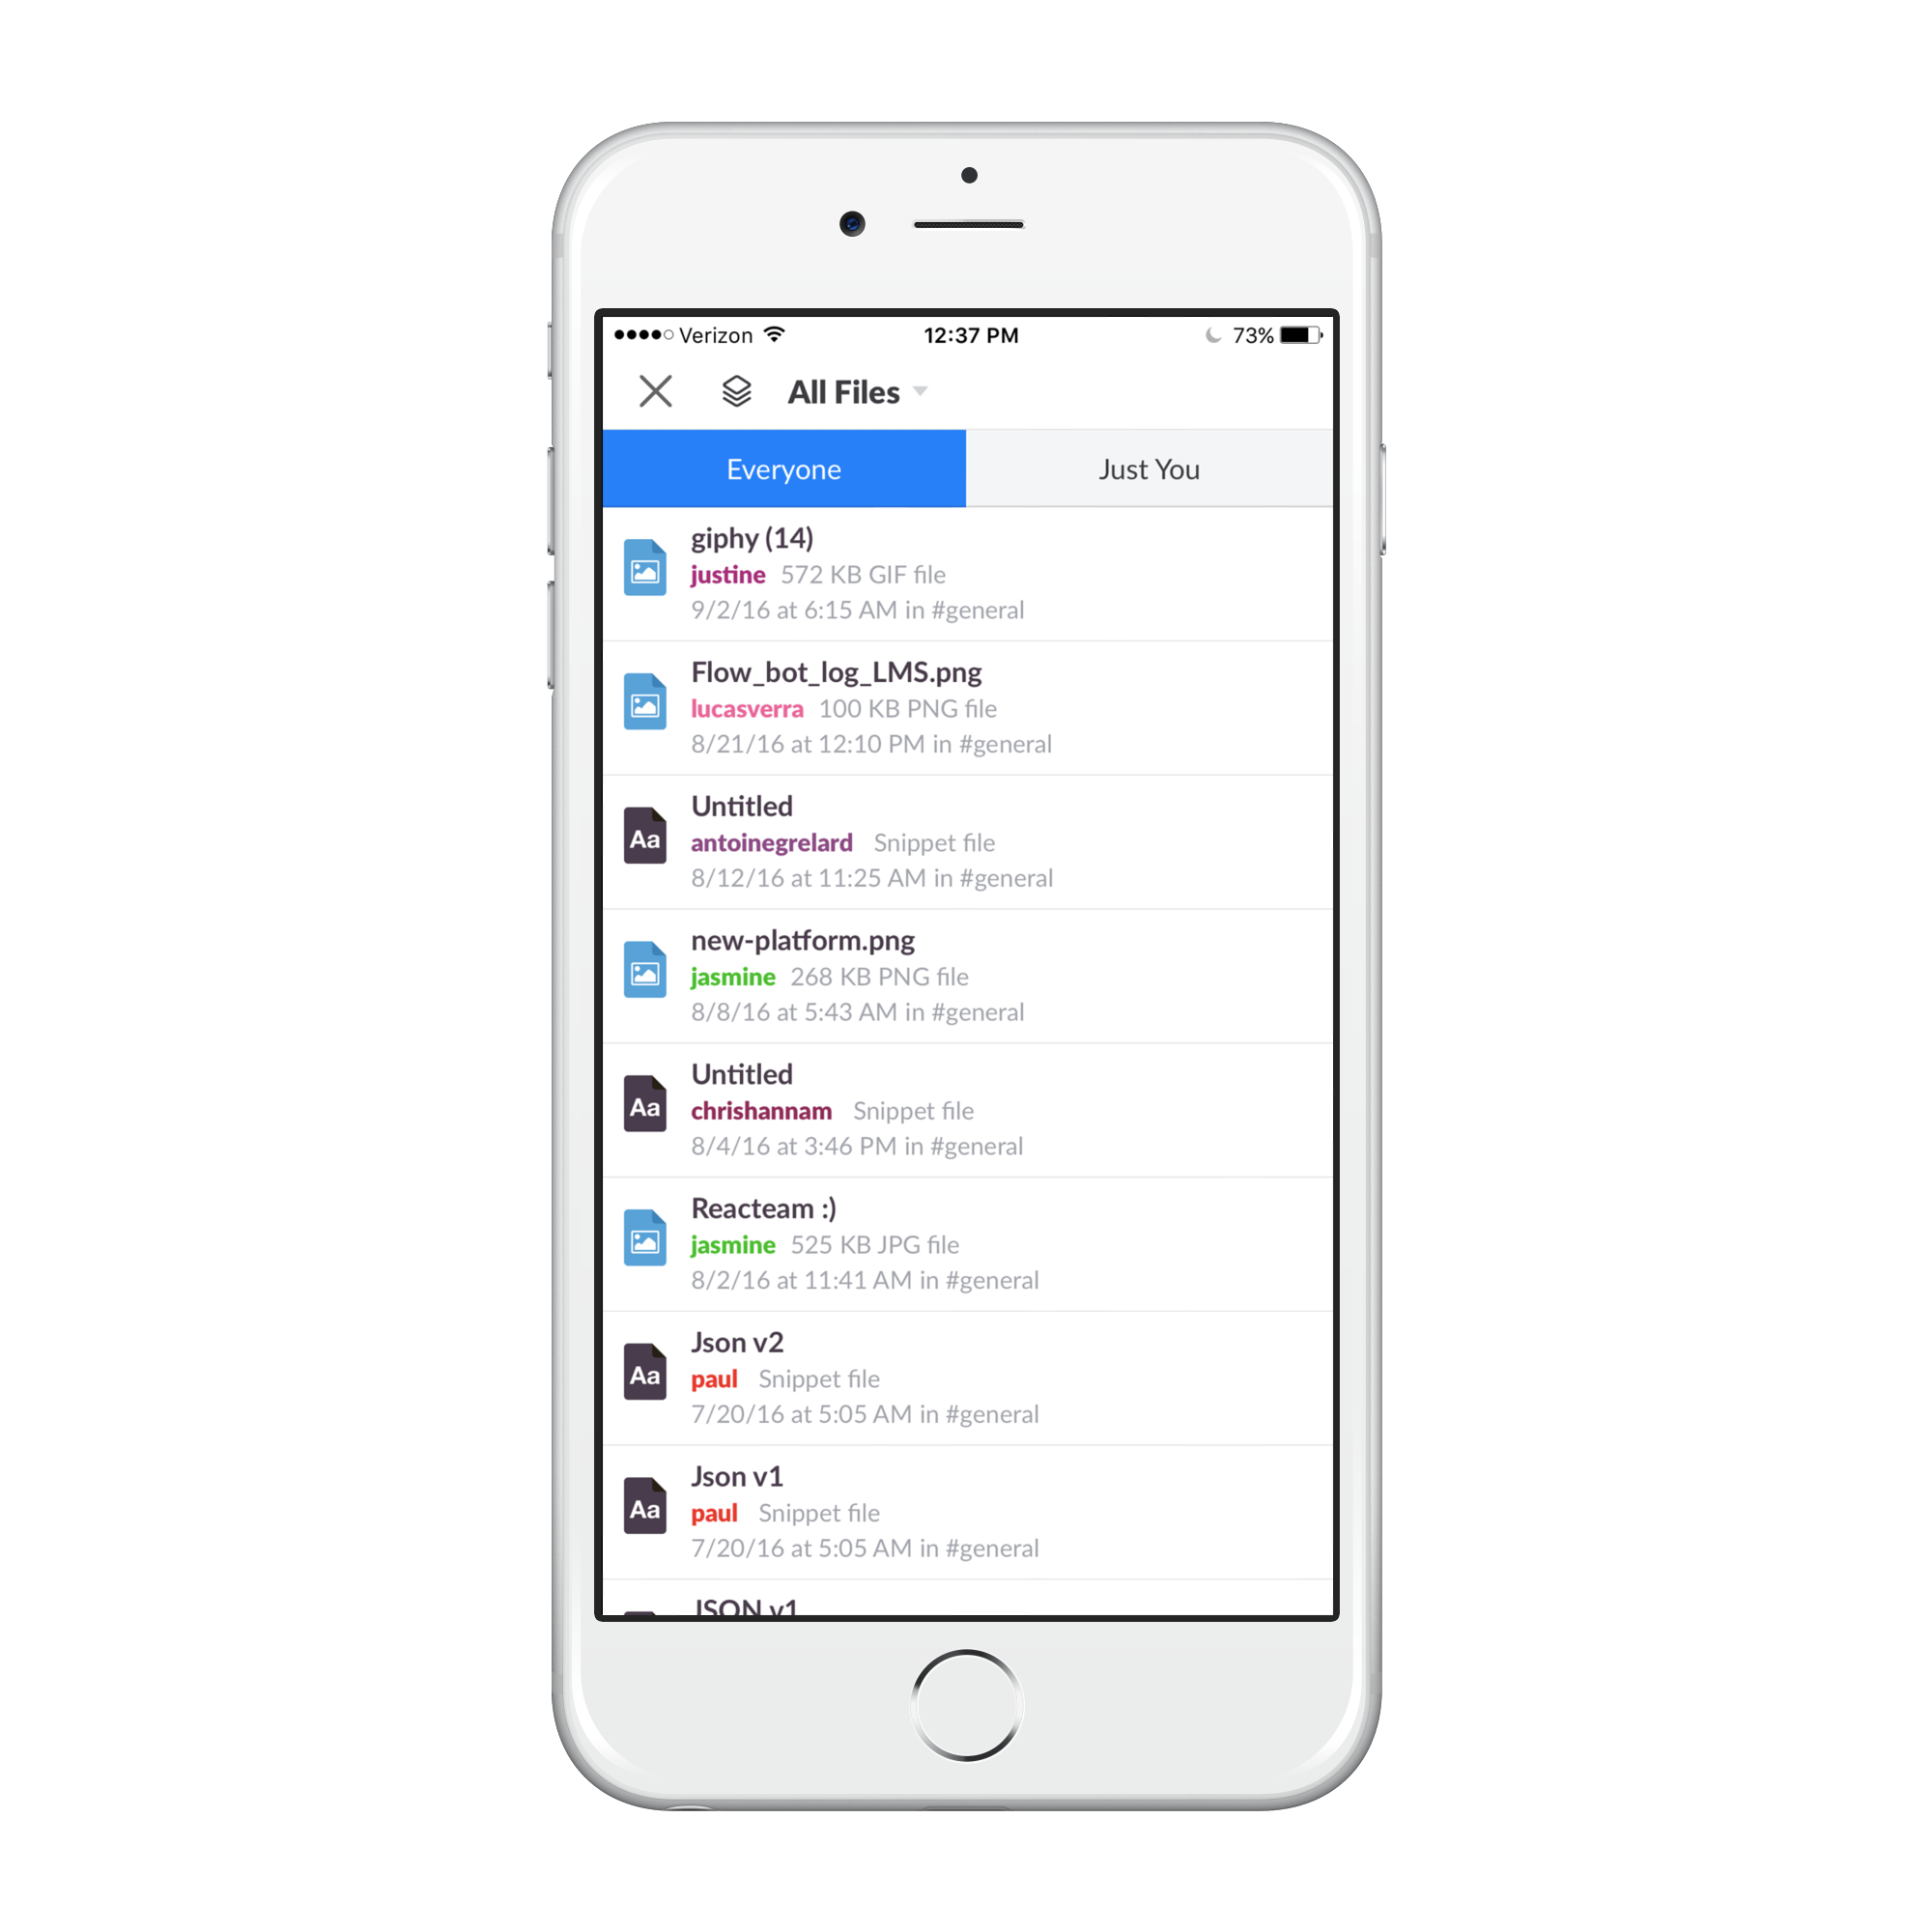 Verizon 12:37 PM 73%
All Files
Everyone Just You
giphy (14)
justine 572 KB GIF file
9/2/16 at 6:15 AM in #general
Flow_bot_log_LMS.png
lucasverra 100 KB PNG file
8/21/16 at 12:10 PM in #general
Aa
Untitled
antoinegrelard Snippet file
8/12/16 at 11:25 AM in #general
new-platform.png
jasmine 268 KB PNG file
8/8/16 at 5:43 AM in #general
Aa
Untitled
chrishannam Snippet file
8/4/16 at 3:46 PM in #general
Reacteam :)
jasmine 525 KB JPG file
8/2/16 at 11:41 AM in #general
Aa
Json v2
paul Snippet file
7/20/16 at 5:05 AM in #general
Aa
Json v1
paul Snippet file
7/20/16 at 5:05 AM in #general
JSON v1